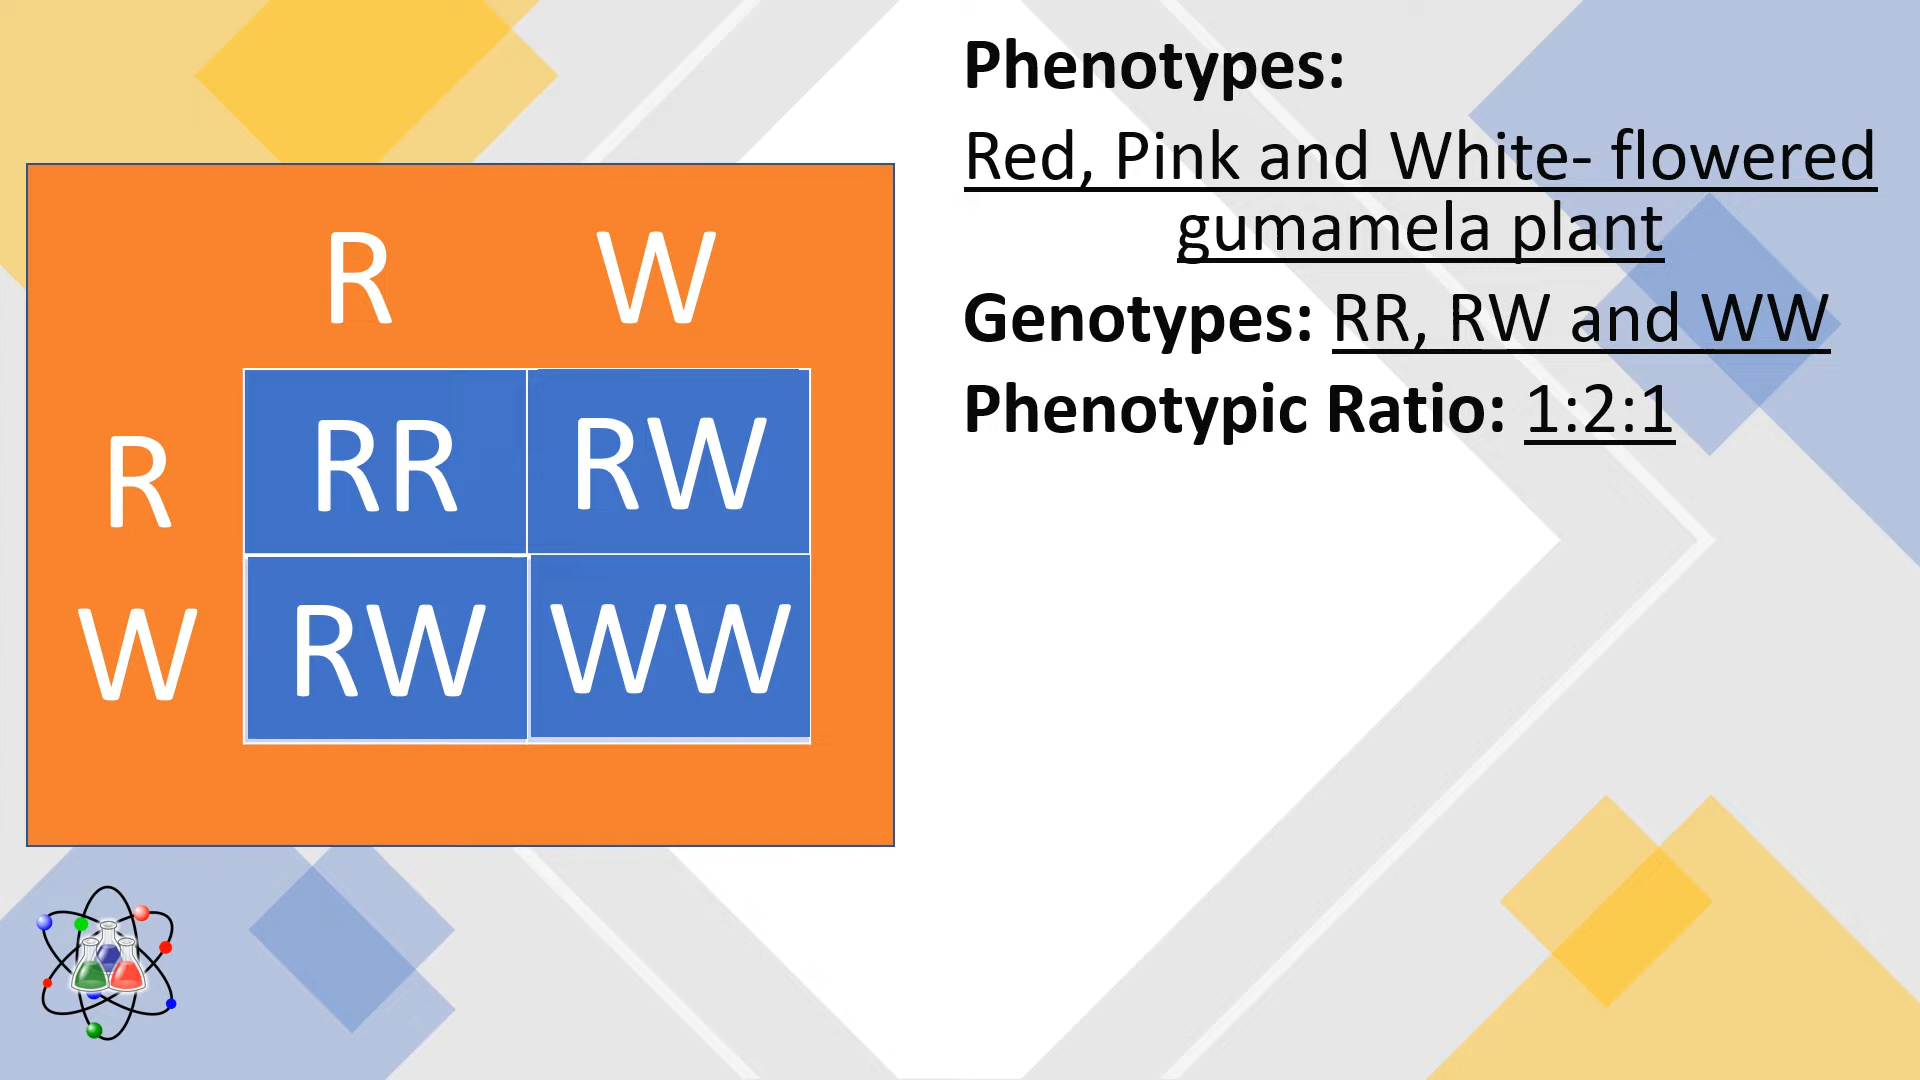 R W
R RR RW
W RW WW
Phenotypes:
Red, Pink and White- flowered
gumamela plant
Genotypes: RR, RW and WW
Phenotypic Ratio: 1:2:1